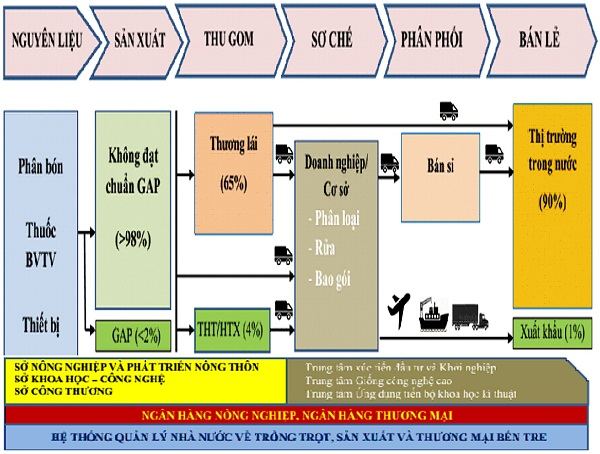 NGUYÊN LIỆU
SẢN XUẤT
THU GOM
SƠ CHẾ
PHÂN PHỐI
BÁN LẺ
Phân bón
Thuốc
BVTV
Thiết bị
Không đạt
chuẩn GAP
(>98%)
GAP (<2%)
Thương lái
(65%)
THT/HTX (4%)
Doanh nghiệp/
Cơ sở
- Phân loại
- Rửa
- Bao gói
Bán sỉ
Thị trường
trong nước
(90%)
Xuất khẩu (1%)
SỞ NÔNG NGHIỆP VÀ PHÁT TRIỂN NÔNG THÔN
SỞ KHOA HỌC – CÔNG NGHỆ
SỞ CÔNG THƯƠNG
Trung tâm xúc tiến đầu tư và Khởi nghiệp
Trung tâm Giống công nghệ cao
Trung tâm Ứng dụng tiến bộ khoa học kĩ thuật
NGÂN HÀNG NÔNG NGHIỆP, NGÂN HÀNG THƯƠNG MẠI
HỆ THỐNG QUẢN LÝ NHÀ NƯỚC VỀ TRỒNG TRỌT, SẢN XUẤT VÀ THƯƠNG MẠI BẾN TRE